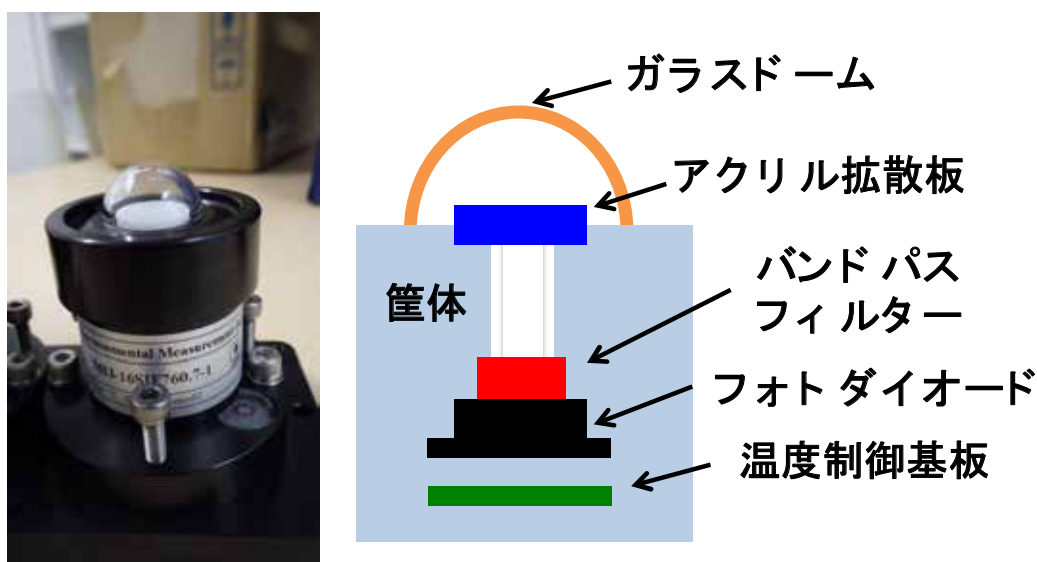 ガラスドーム
アクリル拡散板
バンドパス
フィルター
筐体
フォトダイオード
温度制御基板
Environmental Measurement